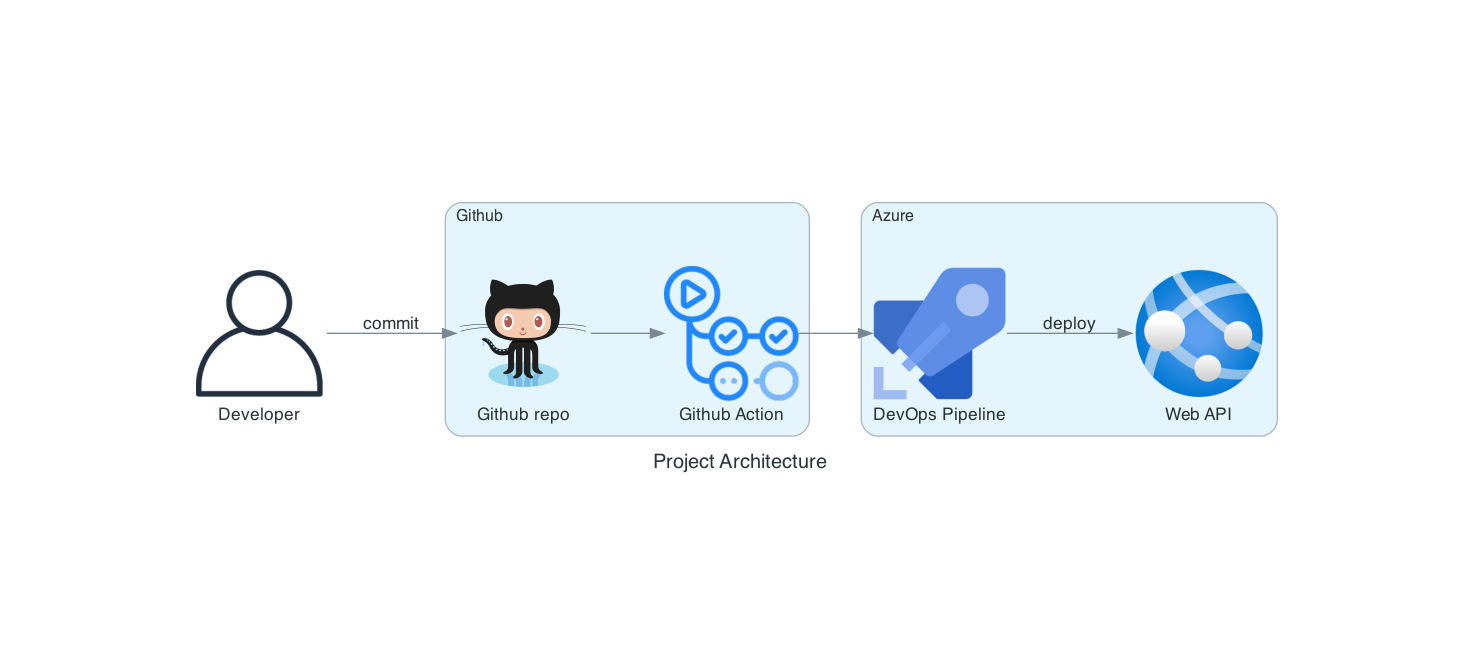 Github
Azure
commit
deploy
Developer
Github repo
Github Action
DevOps Pipeline
Web API
Project Architecture